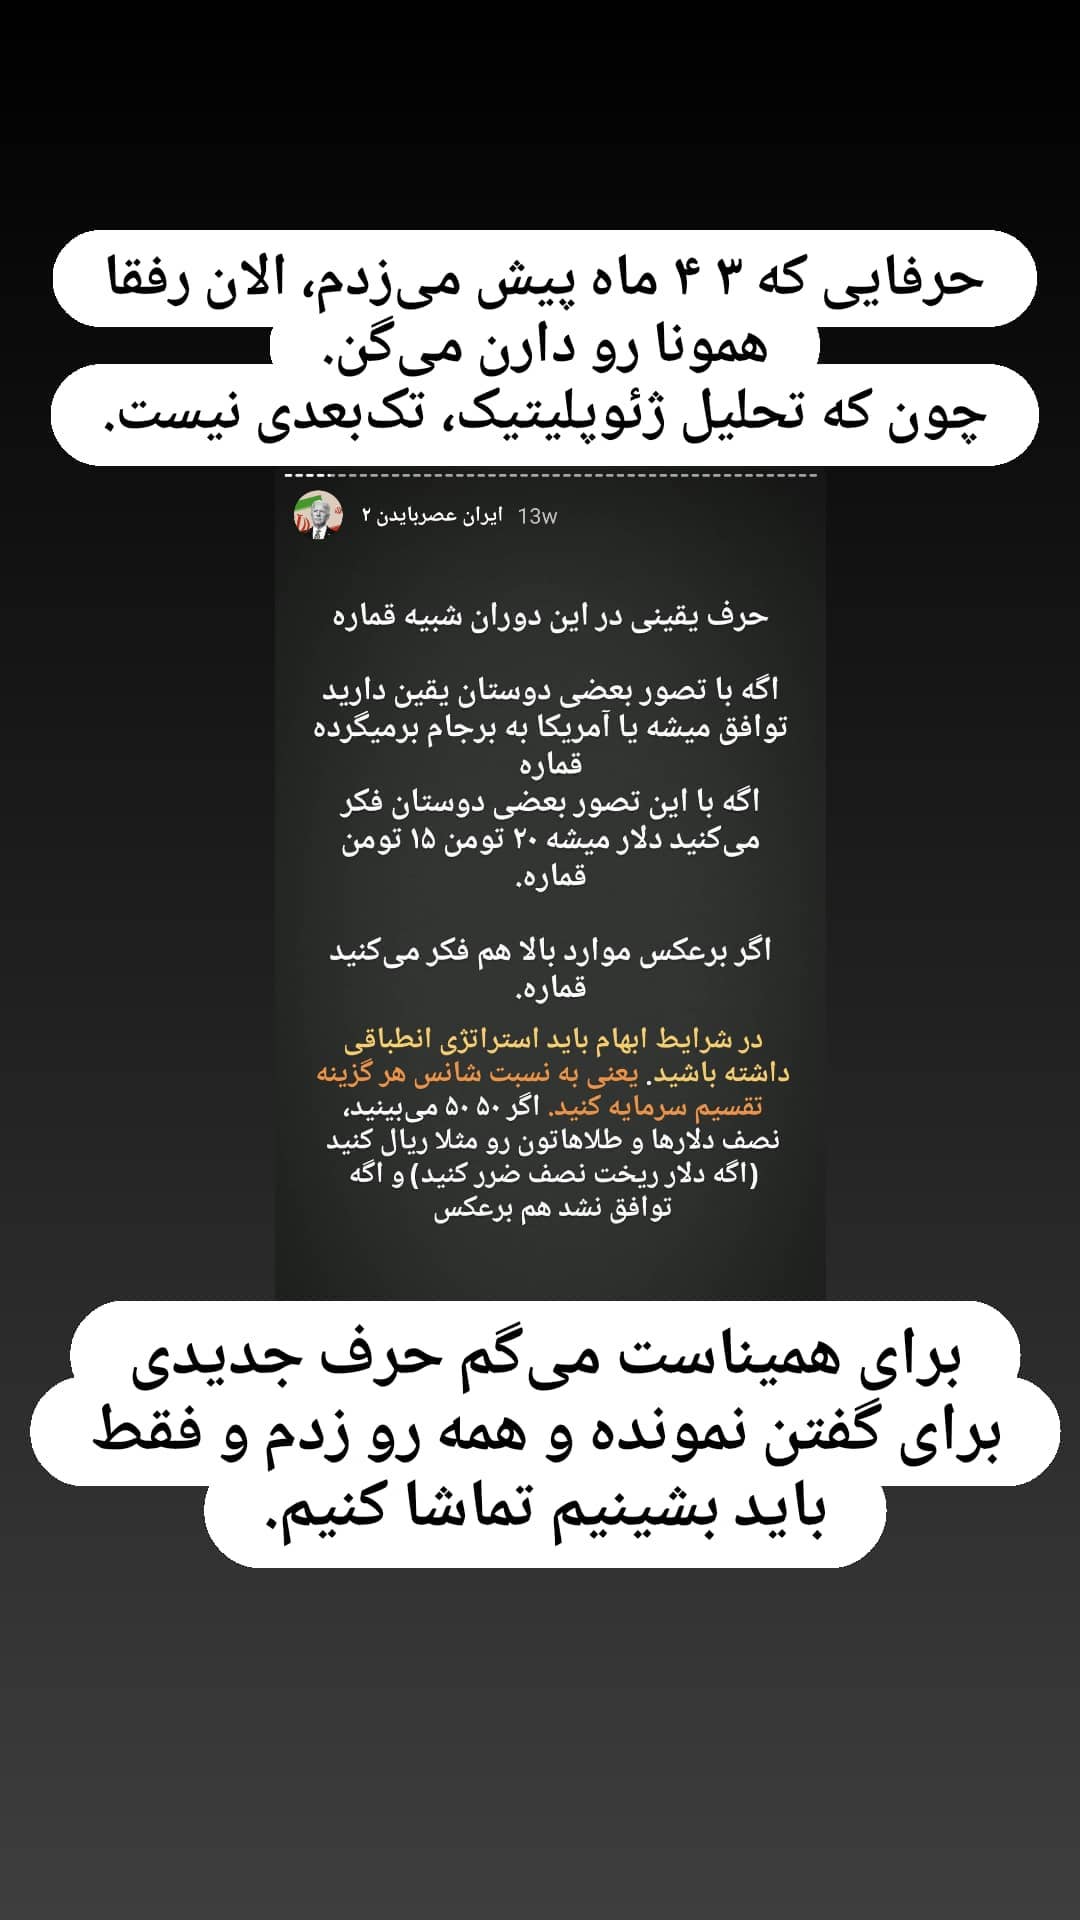 حرفایی که ۳ ۴ ماه پیش می‌زدم، الان رفقا
همونا رو دارن می‌گن.
چون که تحلیل ژئوپلیتیک، تک‌بعدی نیست.
ایران عصربایدن ۲ 13w
حرف یقینی در این دوران شبیه قماره
اگه با تصور بعضی دوستان یقین دارید
توافق میشه یا آمریکا به برجام برمیگرده
قماره
اگه با این تصور بعضی دوستان فکر
می‌کنید دلار میشه ۲۰ تومن ۱۵ تومن
قماره.
اگر برعکس موارد بالا هم فکر می‌کنید
قماره.
در شرایط ابهام باید استراتژی انطباقی
داشته باشید. یعنی به نسبت شانس هر گزینه
تقسیم سرمایه کنید. اگر ۵۰ ۵۰ می‌بینید،
نصف دلارها و طلاهاتون رو مثلا ریال کنید
(اگه دلار ریخت نصف ضرر کنید) و اگه
توافق نشد هم برعکس
برای همیناست می‌گم حرف جدیدی
برای گفتن نمونده و همه رو زدم و فقط
باید بشینیم تماشا کنیم.